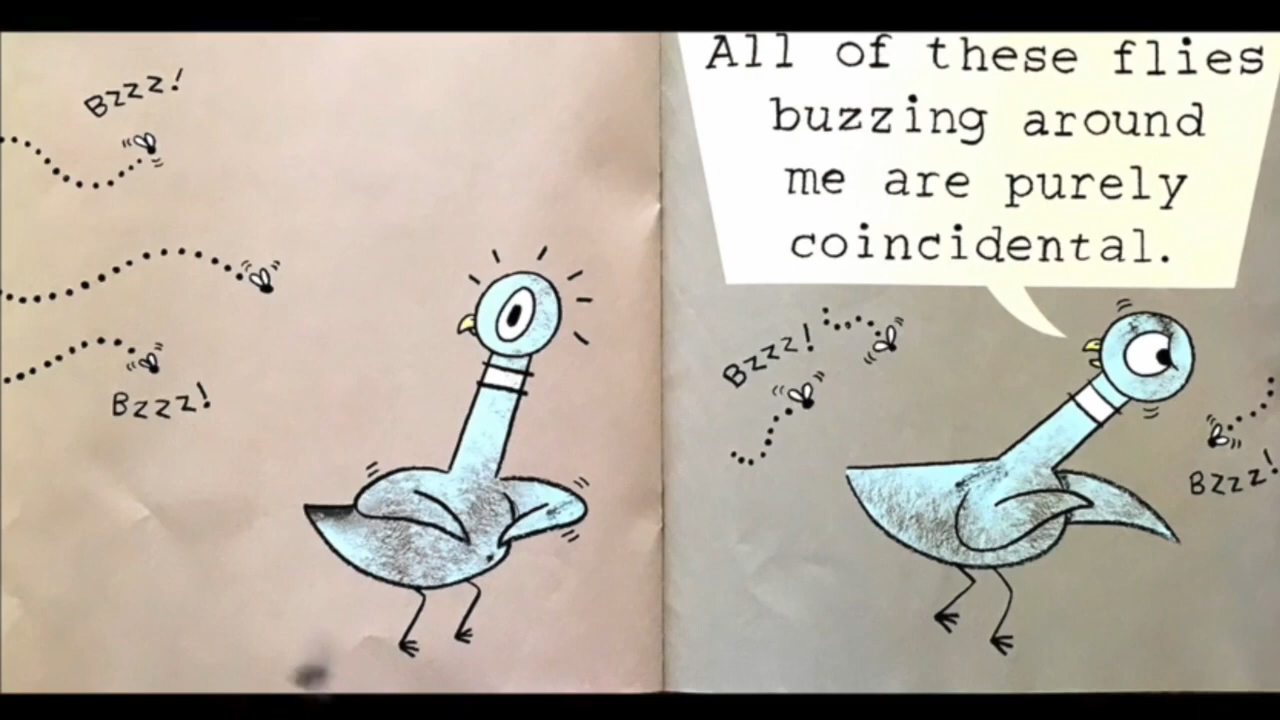 Bzzz!
Bzzz!
All of these flies
buzzing around
me are purely
coincidental.
Bzzz!
Bzzz!